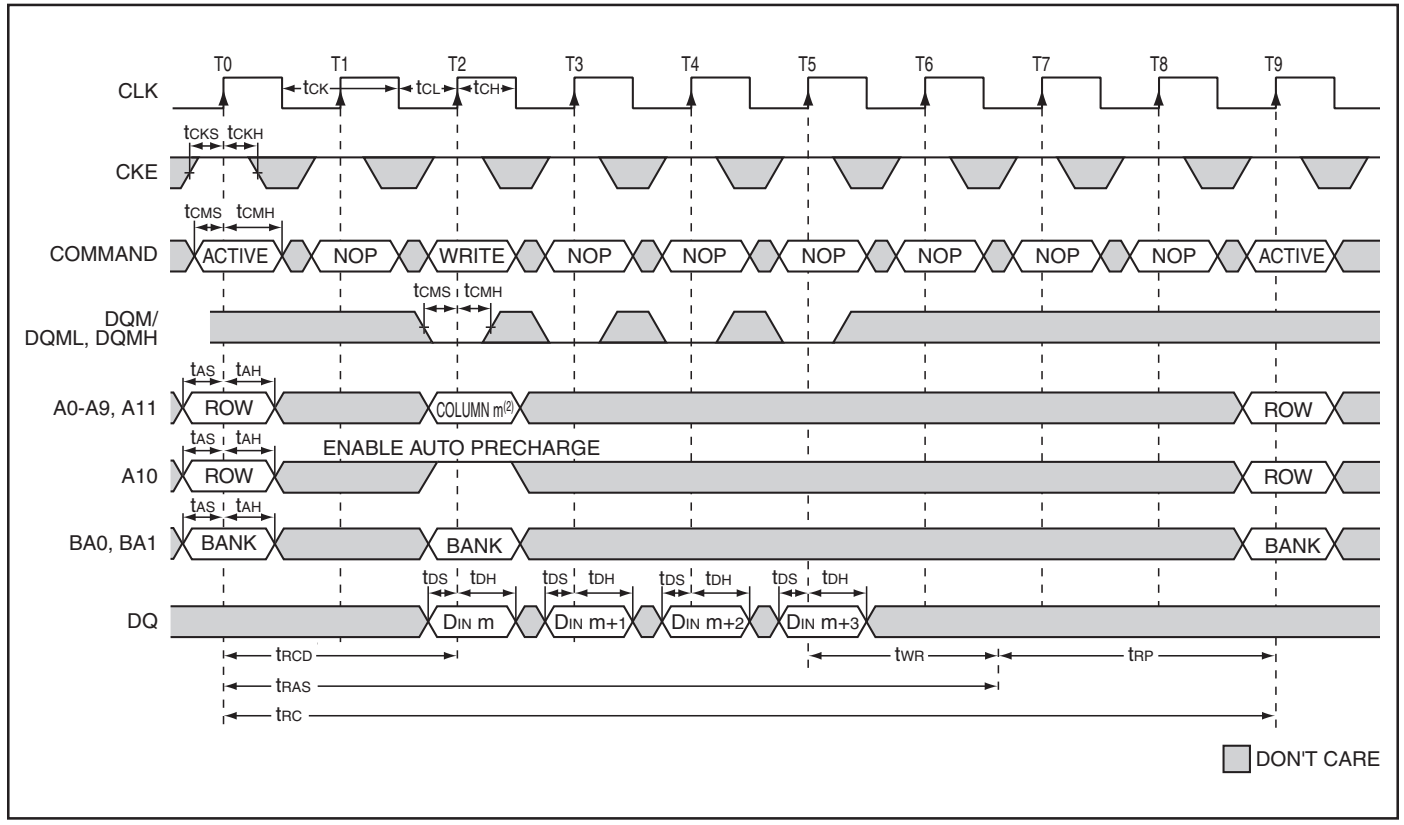 T0 T1 T2 T3 T4 T5 T6 T7 T8 T9
CLK tCK tCL tCH
tCKS tCKH
CKE
tCMS tCMH
COMMAND ACTIVE NOP WRITE NOP NOP NOP NOP NOP NOP ACTIVE
tCMS tCMH
DQM/
DQML, DQMH
tAS tAH
A0-A9, A11 ROW COLUMN m(2) ROW
tAS tAH ENABLE AUTO PRECHARGE
A10 ROW ROW
tAS tAH
BA0, BA1 BANK BANK BANK
tDS tDH tDS tDH tDS tDH tDS tDH
DQ DIN m DIN m+1 DIN m+2 DIN m+3
tRCD tWR tRP
tRAS
tRC
DON'T CARE